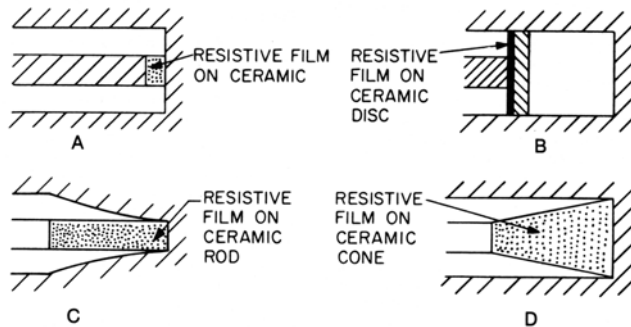 RESISTIVE FILM
ON CERAMIC
A
RESISTIVE
FILM ON
CERAMIC
DISC
B
RESISTIVE
FILM ON
CERAMIC
ROD
C
RESISTIVE
FILM ON
CERAMIC
CONE
D